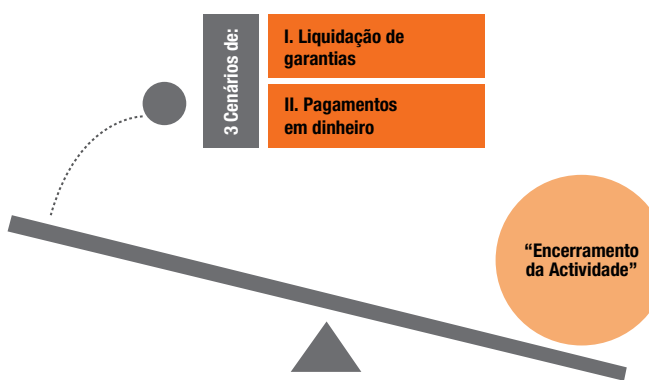 3 Cenários de:
I. Liquidação de
garantias
II. Pagamentos
em dinheiro
“Encerramento
da Actividade”